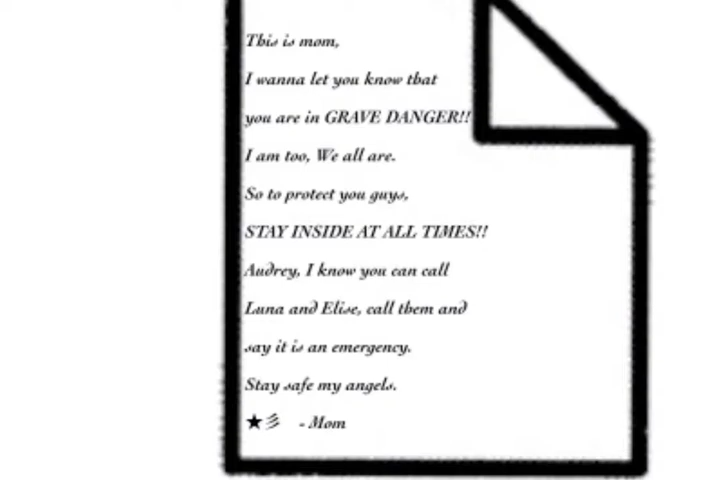 This is mom,
I wanna let you know that
you are in GRAVE DANGER!!
I am too, We all are.
So to protect you guys,
STAY INSIDE AT ALL TIMES!!
Audrey, I know you can call
Luna and Elise, call them and
say it is an emergency.
Stay safe my angels.
★彡 - Mom